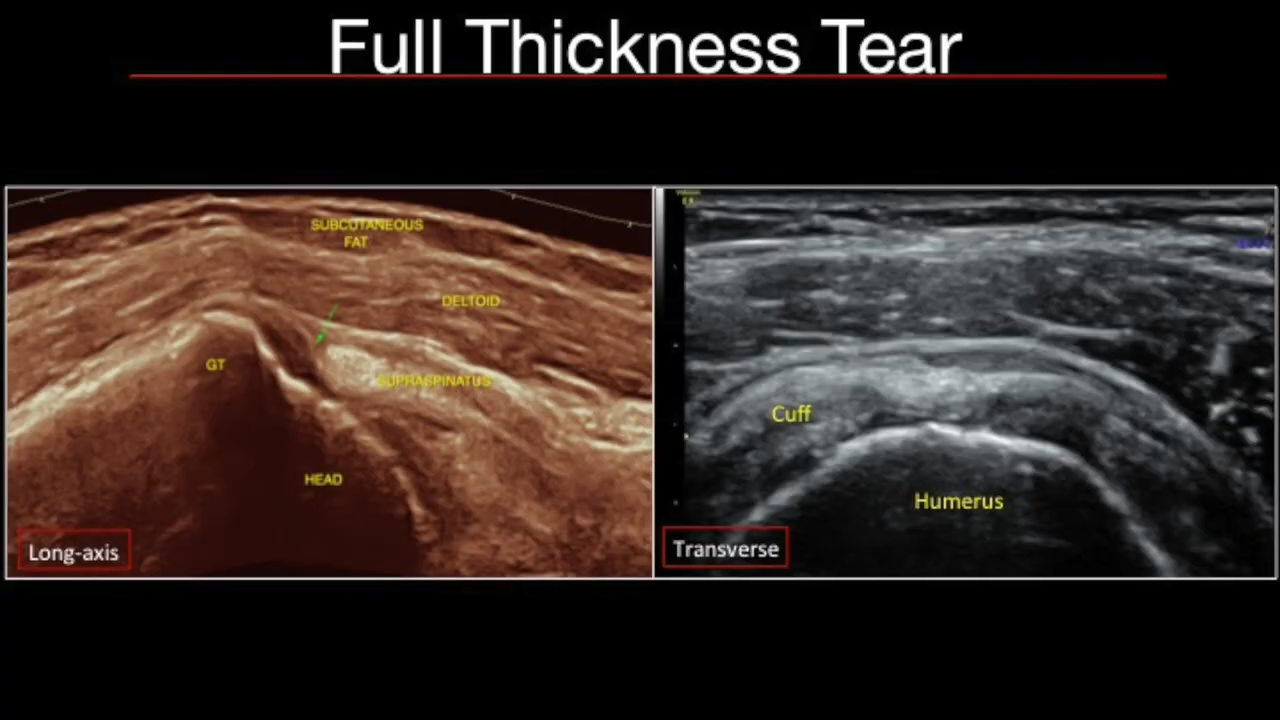 Full Thickness Tear
SUBCUTANEOUS
FAT
DELTOID
GT
SUPRASPINATUS
HEAD
Long-axis
Cuff
Humerus
Transverse